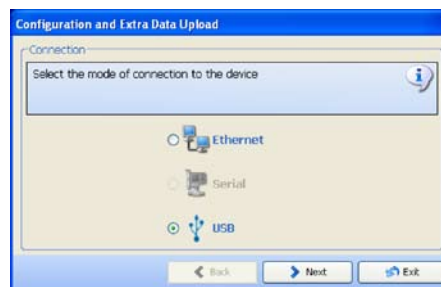 Configuration and Extra Data Upload
Connection
Select the mode of connection to the device
Ethernet
Serial
USB
Back
Next
Exit